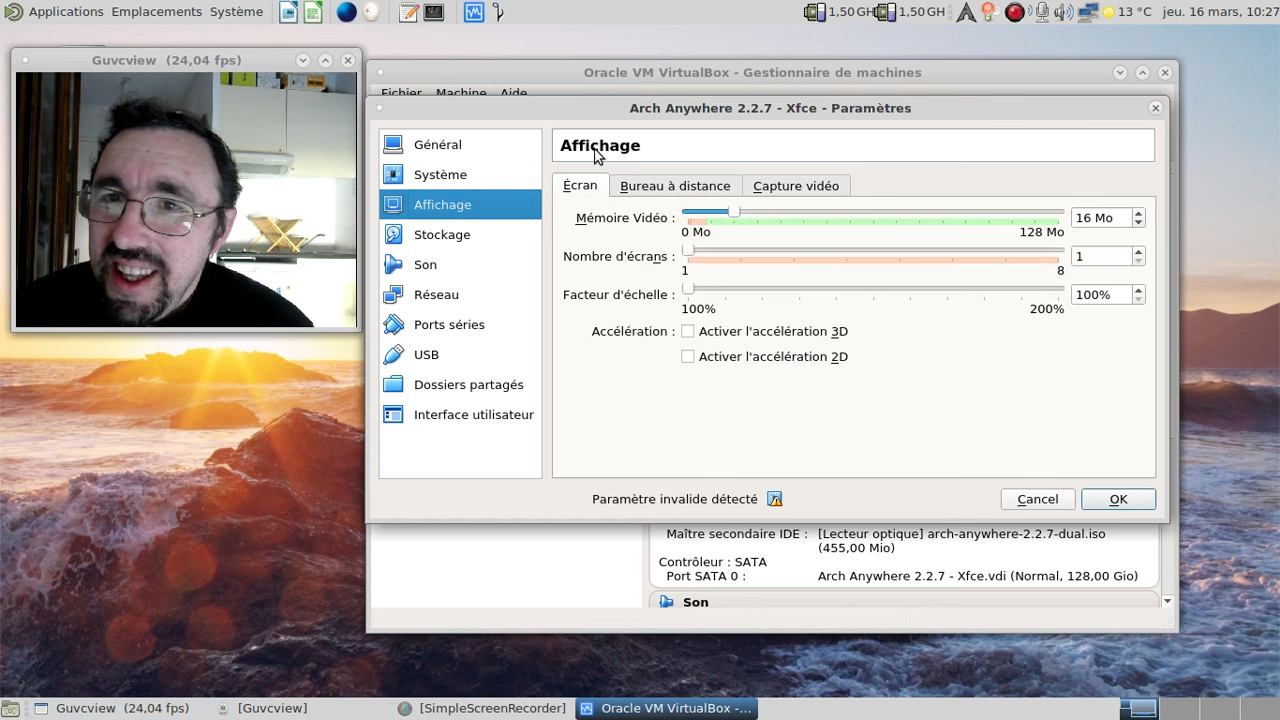 Applications Emplacements Système
1,50 GH 1,50 GH 13 °C jeu. 16 mars, 10:27
Guvcview (24,04 fps)
Oracle VM VirtualBox - Gestionnaire de machines
Fichier Machine Aide
Arch Anywhere 2.2.7 - Xfce - Paramètres
Général
Système
Affichage
Stockage
Son
Réseau
Ports séries
USB
Dossiers partagés
Interface utilisateur
Affichage
Écran Bureau à distance Capture vidéo
Mémoire Vidéo : 16 Mo
0 Mo 128 Mo
Nombre d'écrans : 1
1 8
Facteur d'échelle : 100%
100% 200%
Accélération : Activer l'accélération 3D
Activer l'accélération 2D
Paramètre invalide détecté Cancel OK
Maître secondaire IDE : [Lecteur optique] arch-anywhere-2.2.7-dual.iso
(455,00 Mio)
Contrôleur : SATA
Port SATA 0 : Arch Anywhere 2.2.7 - Xfce.vdi (Normal, 128,00 Gio)
Son
Guvcview (24,04 fps) [Guvcview] [SimpleScreenRecorder] Oracle VM VirtualBox -...